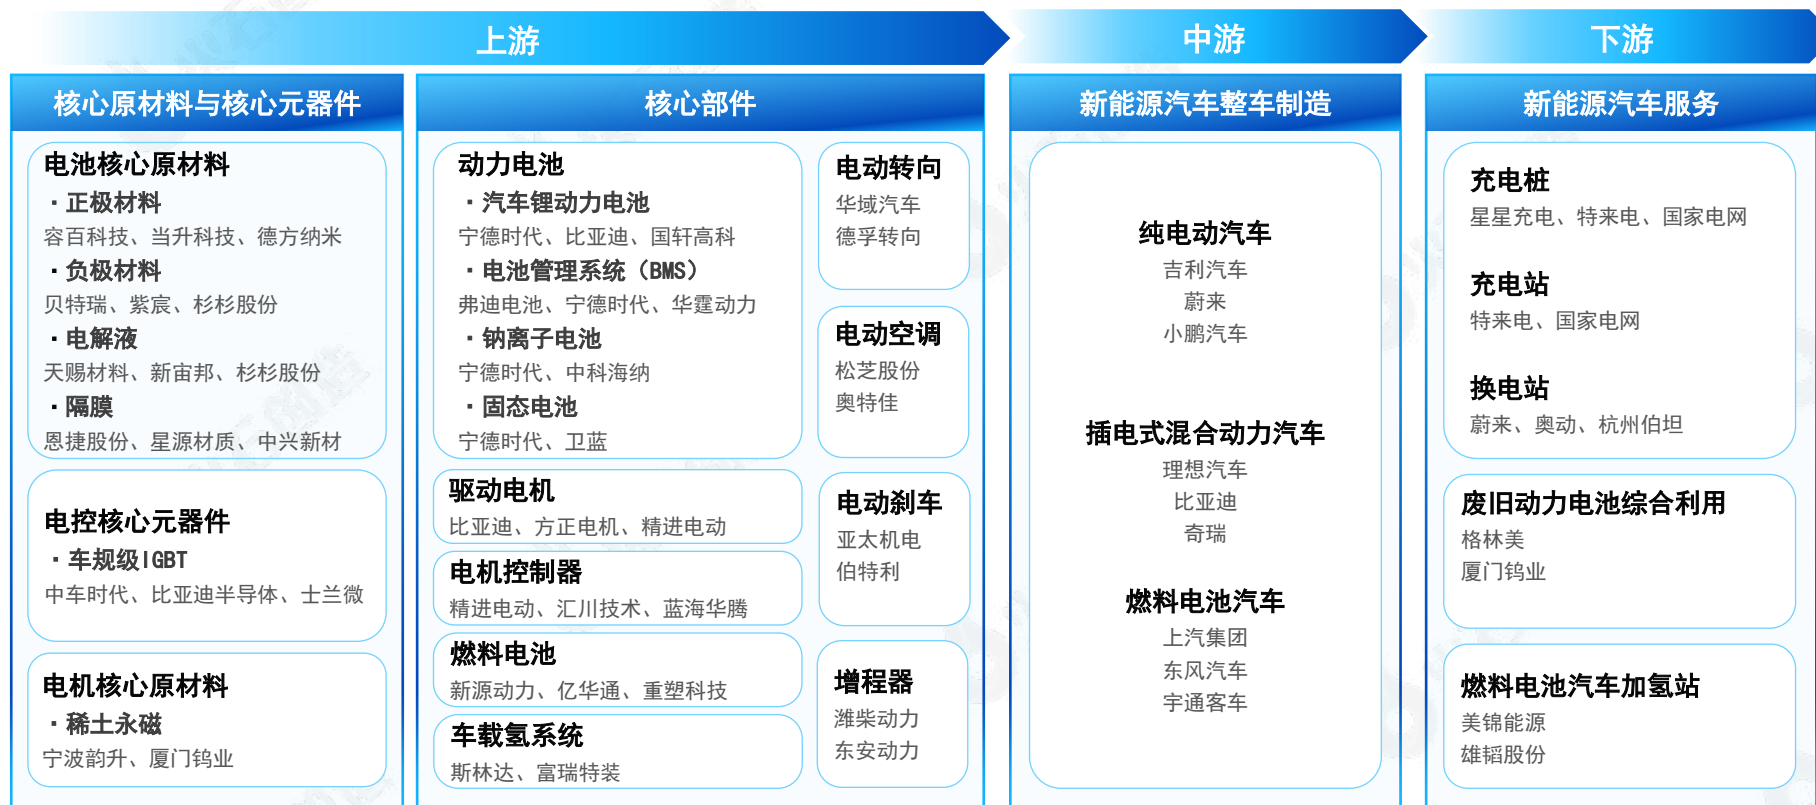 上游
中游
下游
核心原材料与核心元器件
电池核心原材料
·正极材料
容百科技、当升科技、德方纳米
·负极材料
贝特瑞、紫宸、杉杉股份
·电解液
天赐材料、新宙邦、杉杉股份
·隔膜
恩捷股份、星源材质、中兴新材
电控核心元器件
·车规级IGBT
中车时代、比亚迪半导体、士兰微
电机核心原材料
·稀土永磁
宁波韵升、厦门钨业
核心部件
动力电池
·汽车锂动力电池
宁德时代、比亚迪、国轩高科
·电池管理系统（BMS）
弗迪电池、宁德时代、华霆动力
·钠离子电池
宁德时代、中科海纳
·固态电池
宁德时代、卫蓝
驱动电机
比亚迪、方正电机、精进电动
电机控制器
精进电动、汇川技术、蓝海华腾
燃料电池
新源动力、亿华通、重塑科技
车载氢系统
斯林达、富瑞特装
电动转向
华域汽车
德孚转向
电动空调
松芝股份
奥特佳
电动刹车
亚太机电
伯特利
增程器
潍柴动力
东安动力
新能源汽车整车制造
纯电动汽车
吉利汽车
蔚来
小鹏汽车
插电式混合动力汽车
理想汽车
比亚迪
奇瑞
燃料电池汽车
上汽集团
东风汽车
宇通客车
新能源汽车服务
充电桩
星星充电、特来电、国家电网
充电站
特来电、国家电网
换电站
蔚来、奥动、杭州伯坦
废旧动力电池综合利用
格林美
厦门钨业
燃料电池汽车加氢站
美锦能源
雄韬股份